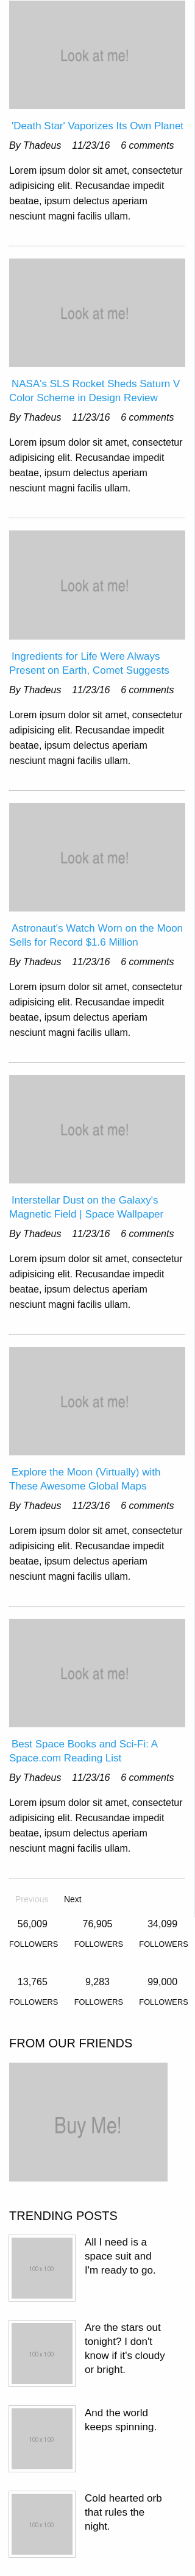 Look at me!
'Death Star' Vaporizes Its Own Planet
By Thadeus 11/23/16 6 comments
Lorem ipsum dolor sit amet, consectetur
adipisicing elit. Recusandae impedit
beatae, ipsum delectus aperiam
nesciunt magni facilis ullam.
Look at me!
NASA's SLS Rocket Sheds Saturn V
Color Scheme in Design Review
By Thadeus 11/23/16 6 comments
Lorem ipsum dolor sit amet, consectetur
adipisicing elit. Recusandae impedit
beatae, ipsum delectus aperiam
nesciunt magni facilis ullam.
Look at me!
Ingredients for Life Were Always
Present on Earth, Comet Suggests
By Thadeus 11/23/16 6 comments
Lorem ipsum dolor sit amet, consectetur
adipisicing elit. Recusandae impedit
beatae, ipsum delectus aperiam
nesciunt magni facilis ullam.
Look at me!
Astronaut's Watch Worn on the Moon
Sells for Record $1.6 Million
By Thadeus 11/23/16 6 comments
Lorem ipsum dolor sit amet, consectetur
adipisicing elit. Recusandae impedit
beatae, ipsum delectus aperiam
nesciunt magni facilis ullam.
Look at me!
Interstellar Dust on the Galaxy's
Magnetic Field | Space Wallpaper
By Thadeus 11/23/16 6 comments
Lorem ipsum dolor sit amet, consectetur
adipisicing elit. Recusandae impedit
beatae, ipsum delectus aperiam
nesciunt magni facilis ullam.
Look at me!
Explore the Moon (Virtually) with
These Awesome Global Maps
By Thadeus 11/23/16 6 comments
Lorem ipsum dolor sit amet, consectetur
adipisicing elit. Recusandae impedit
beatae, ipsum delectus aperiam
nesciunt magni facilis ullam.
Look at me!
Best Space Books and Sci-Fi: A
Space.com Reading List
By Thadeus 11/23/16 6 comments
Lorem ipsum dolor sit amet, consectetur
adipisicing elit. Recusandae impedit
beatae, ipsum delectus aperiam
nesciunt magni facilis ullam.
Previous Next
56,009 76,905 34,099
FOLLOWERS FOLLOWERS FOLLOWERS
13,765 9,283 99,000
FOLLOWERS FOLLOWERS FOLLOWERS
FROM OUR FRIENDS
Buy Me!
TRENDING POSTS
100 x 100
All I need is a
space suit and
I'm ready to go.
100 x 100
Are the stars out
tonight? I don't
know if it's cloudy
or bright.
100 x 100
And the world
keeps spinning.
100 x 100
Cold hearted orb
that rules the
night.